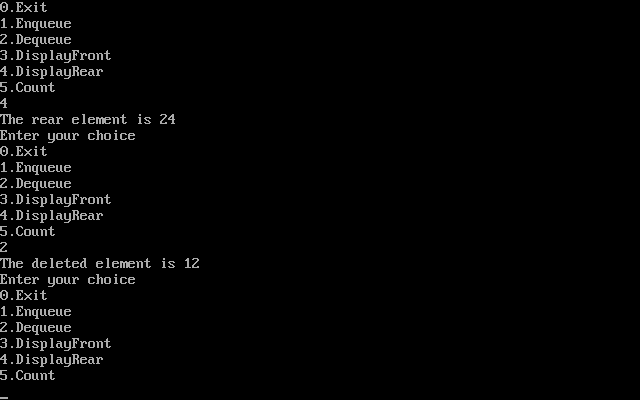 0.Exit
1.Enqueue
2.Dequeue
3.DisplayFront
4.DisplayRear
5.Count
4
The rear element is 24
Enter your choice
0.Exit
1.Enqueue
2.Dequeue
3.DisplayFront
4.DisplayRear
5.Count
2
The deleted element is 12
Enter your choice
0.Exit
1.Enqueue
2.Dequeue
3.DisplayFront
4.DisplayRear
5.Count